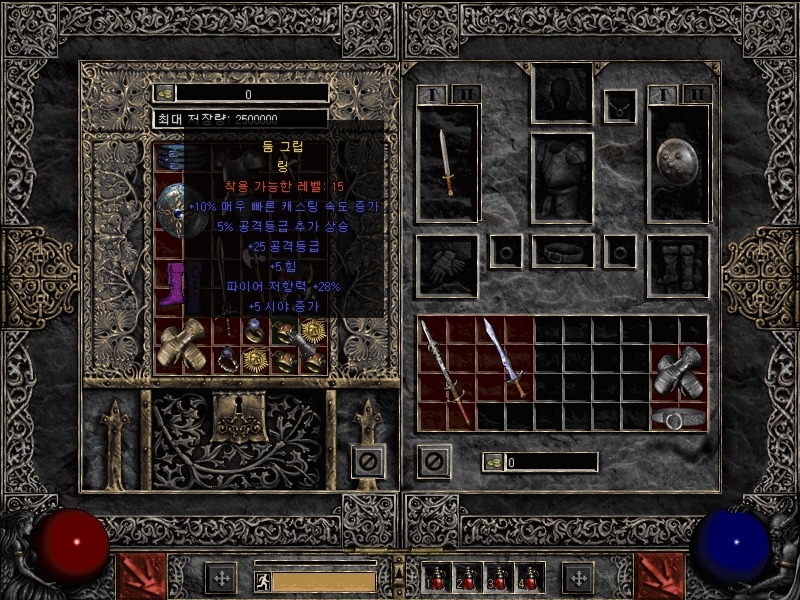 0
최대 저장량: 2500000
둠 그립
링
착용 가능한 레벨: 15
+10% 매우 빠른 캐스팅 속도 증가
5% 공격등급 추가 상승
+25 공격등급
+5 힘
파이어 저항력 +28%
+5 시야 증가
I II
I II
0
1 2 3 4